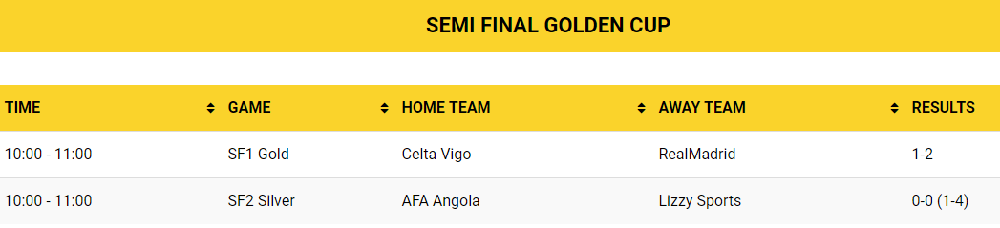 SEMI FINAL GOLDEN CUP
TIME GAME HOME TEAM AWAY TEAM RESULTS
10:00 - 11:00 SF1 Gold Celta Vigo RealMadrid 1-2
10:00 - 11:00 SF2 Silver AFA Angola Lizzy Sports 0-0 (1-4)